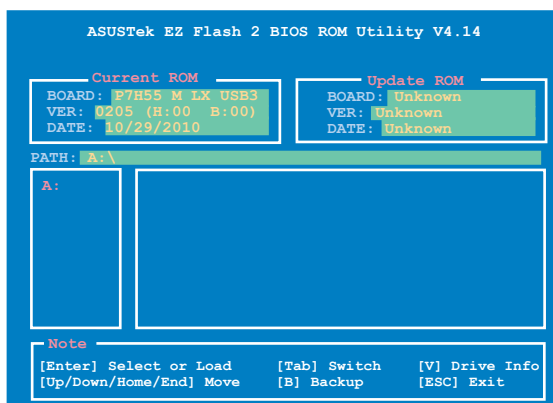 ASUSTek EZ Flash 2 BIOS ROM Utility V4.14
Current ROM
BOARD: P7H55 M LX USB3
VER: 0205 (H:00 B:00)
DATE: 10/29/2010
Update ROM
BOARD: Unknown
VER: Unknown
DATE: Unknown
PATH: A:\
A:
Note
[Enter] Select or Load [Tab] Switch [V] Drive Info
[Up/Down/Home/End] Move [B] Backup [ESC] Exit